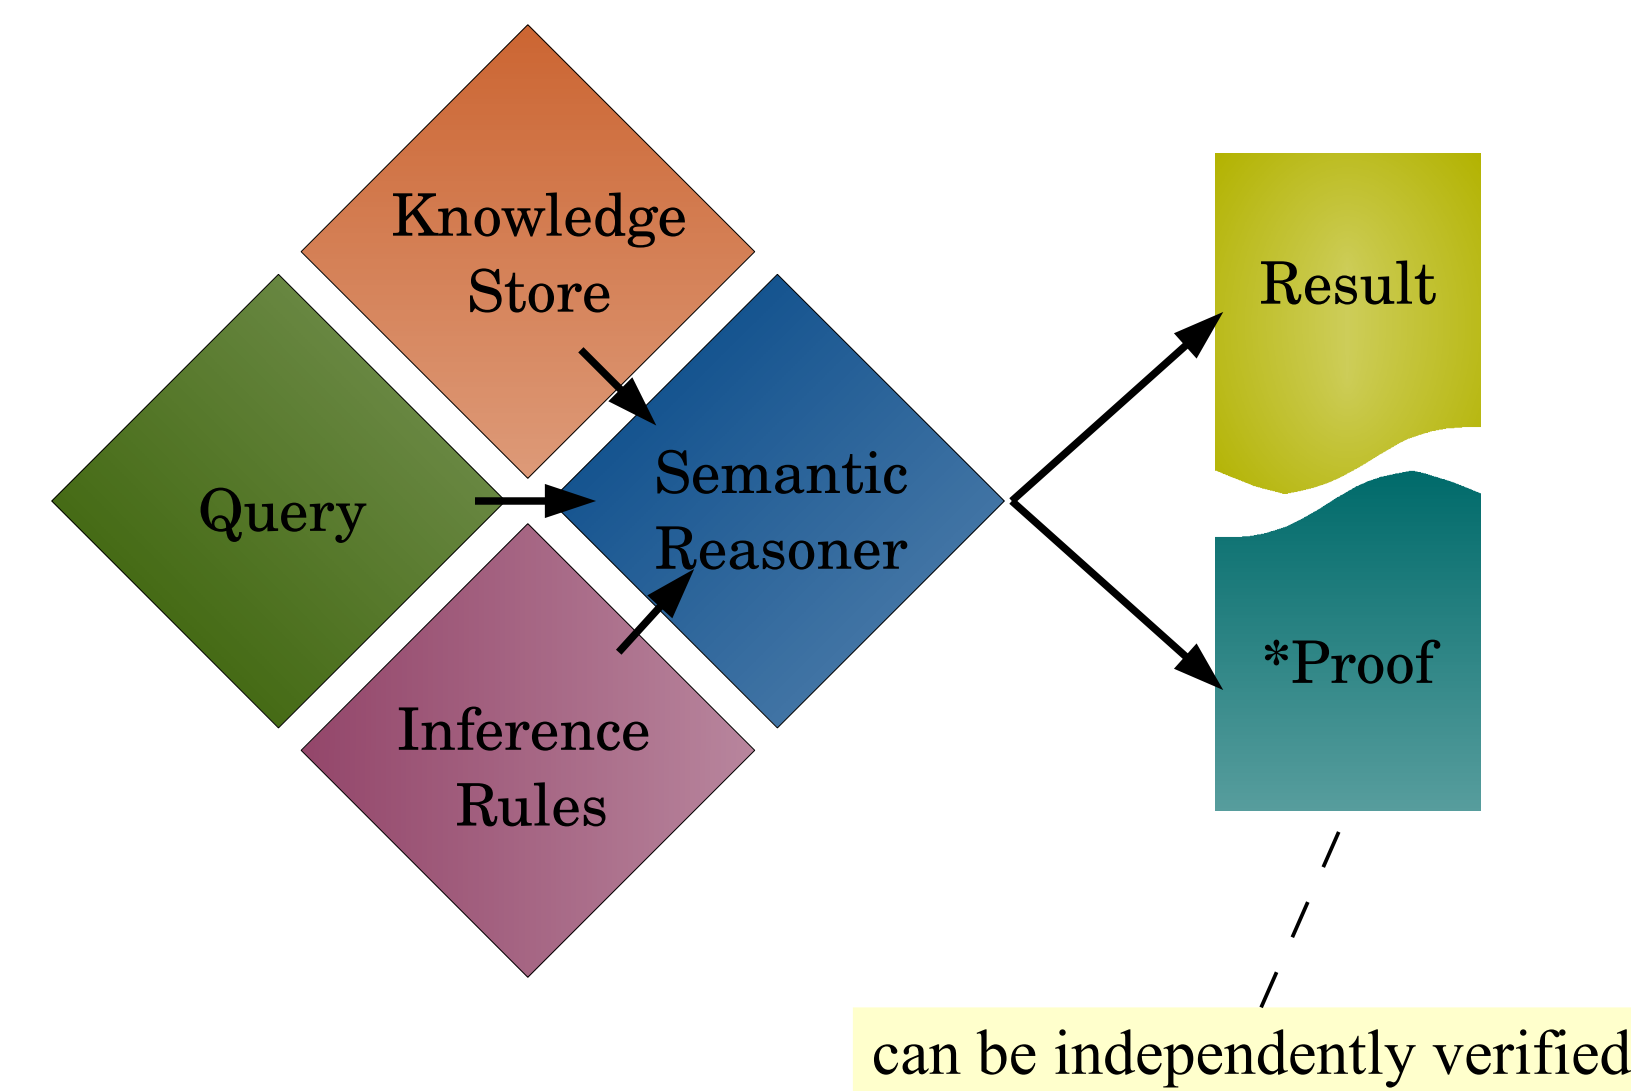 Knowledge
Store
Query
Semantic
Reasoner
Inference
Rules
Result
*Proof
can be independently verified